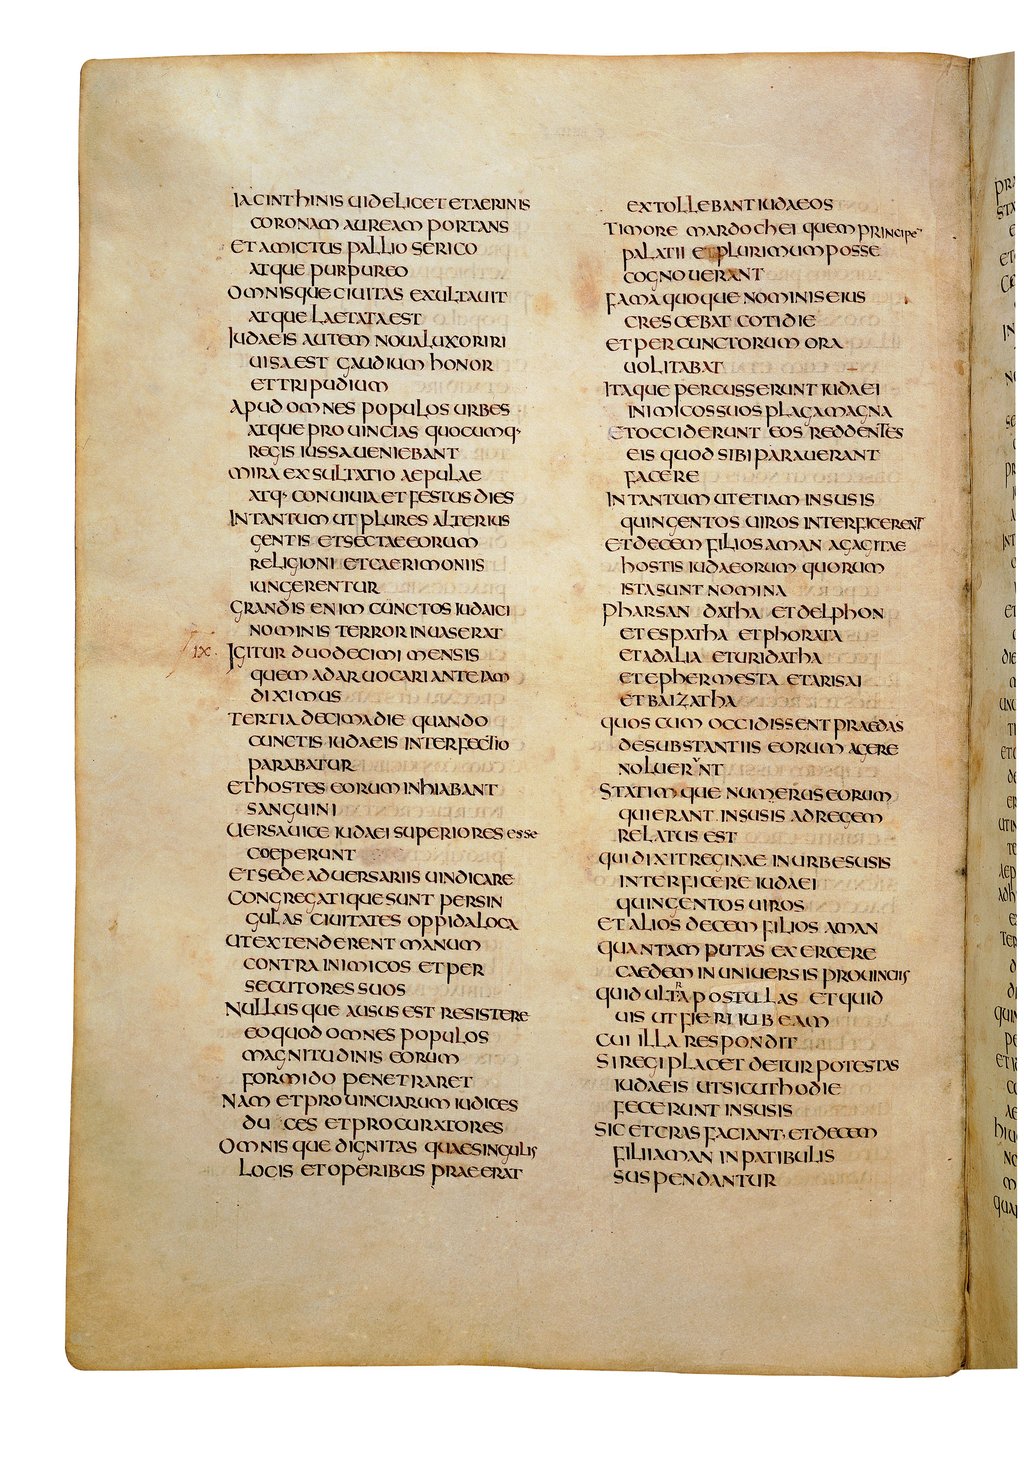 IACINTHINIS UIDELICET ET AERINIS
CORONAM AUREAM PORTANS
ET AMICTUS PALLIO SERICO
ATQUE PURPUREO
OMNISQUE CIUITAS EXULTAUIT
ATQUE LAETATA EST
IUDAEIS AUTEM NOUA LUX ORIRI
UISA EST GAUDIUM HONOR
ET TRIPUDIUM
APUD OMNES POPULOS URBES
ATQUE PROUINCIAS QUOCUMQ·
REGIS IUSSA UENIEBANT
MIRA EXSULTATIO AEPULAE
ATQ· CONUIUIA ET FESTUS DIES
IN TANTUM UT PLURES ALTERIUS
GENTIS ET SECTAE EORUM
RELIGIONI ET CAERIMONIIS
IUNGERENTUR
GRANDIS ENIM CUNCTOS IUDAICI
NOMINIS TERROR INUASERAT
IX· IGITUR DUODECIMI MENSIS
QUEM ADAR UOCARI ANTE IAM
DIXIMUS
TERTIA DECIMA DIE QUANDO
CUNCTIS IUDAEIS INTERFECTIO
PARABATUR
ET HOSTES EORUM INHIABANT
SANGUINI
UERSA UICE IUDAEI SUPERIORES ESSE
COEPERUNT
ET SE DE ADUERSARIIS UINDICARE
CONGREGATIQUE SUNT PER SIN
GULAS CIUITATES OPPIDA LOCA
UT EXTENDERENT MANUM
CONTRA INIMICOS ET PER
SECUTORES SUOS
NULLUSQUE AUSUS EST RESISTERE
EO QUOD OMNES POPULOS
MAGNITUDINIS EORUM
FORMIDO PENETRARET
NAM ET PROUINCIARUM IUDICES
DU CES ET PROCURATORES
OMNISQUE DIGNITAS QUAE SINGULIS
LOCIS ET OPERIBUS PRAEERAT
EXTOLLEBANT IUDAEOS
TIMORE MARDOCHEI QUEM PRINCIPE¯
PALATII ET PLURIMUM POSSE
COGNOUERANT
FAMA QUOQUE NOMINIS EIUS
CRESCEBAT COTIDIE
ET PER CUNCTORUM ORA
UOLITABAT
ITAQUE PERCUSSERUNT IUDAEI
INIMICOS SUOS PLAGA MAGNA
ET OCCIDERUNT EOS REDDENTES
EIS QUOD SIBI PARAUERANT
FACERE
IN TANTUM UT ETIAM IN SUSIS
QUINGENTOS UIROS INTERFICERENT
ET DECEM FILIOS AMAN AGAGITAE
HOSTIS IUDAEORUM QUORUM
ISTA SUNT NOMINA
PHARSAN DATHA ET DELPHON
ET ESPATHA ET PHORATA
ET ADALIA ET URIDATHA
ET EPHERMESTA ET ARISAI
ET BAIZATHA
QUOS CUM OCCIDISSENT PRAEDAS
DE SUBSTANTIIS EORUM AGERE
NOLUERUNT
STATIMQUE NUMERUS EORUM
QUI ERANT IN SUSIS AD REGEM
RELATUS EST
QUI DIXIT REGINAE IN URBE SUSIS
INTERFICERE IUDAEI
QUINGENTOS UIROS
ET ALIOS DECEM FILIOS AMAN
QUANTAM PUTAS EXERCERE
CAEDEM IN UNIUERSIS PROUINCIIS
QUID ULTRA POSTULAS ET QUID
UIS UT FIERI IUBEAM
CUI ILLA RESPONDIT
SI REGI PLACET DETUR POTESTAS
IUDAEIS UT SICUT HODIE
FECERUNT IN SUSIS
SIC ET CRAS FACIANT· ET DECEM
FILII AMAN IN PATIBULIS
SUSPENDANTUR